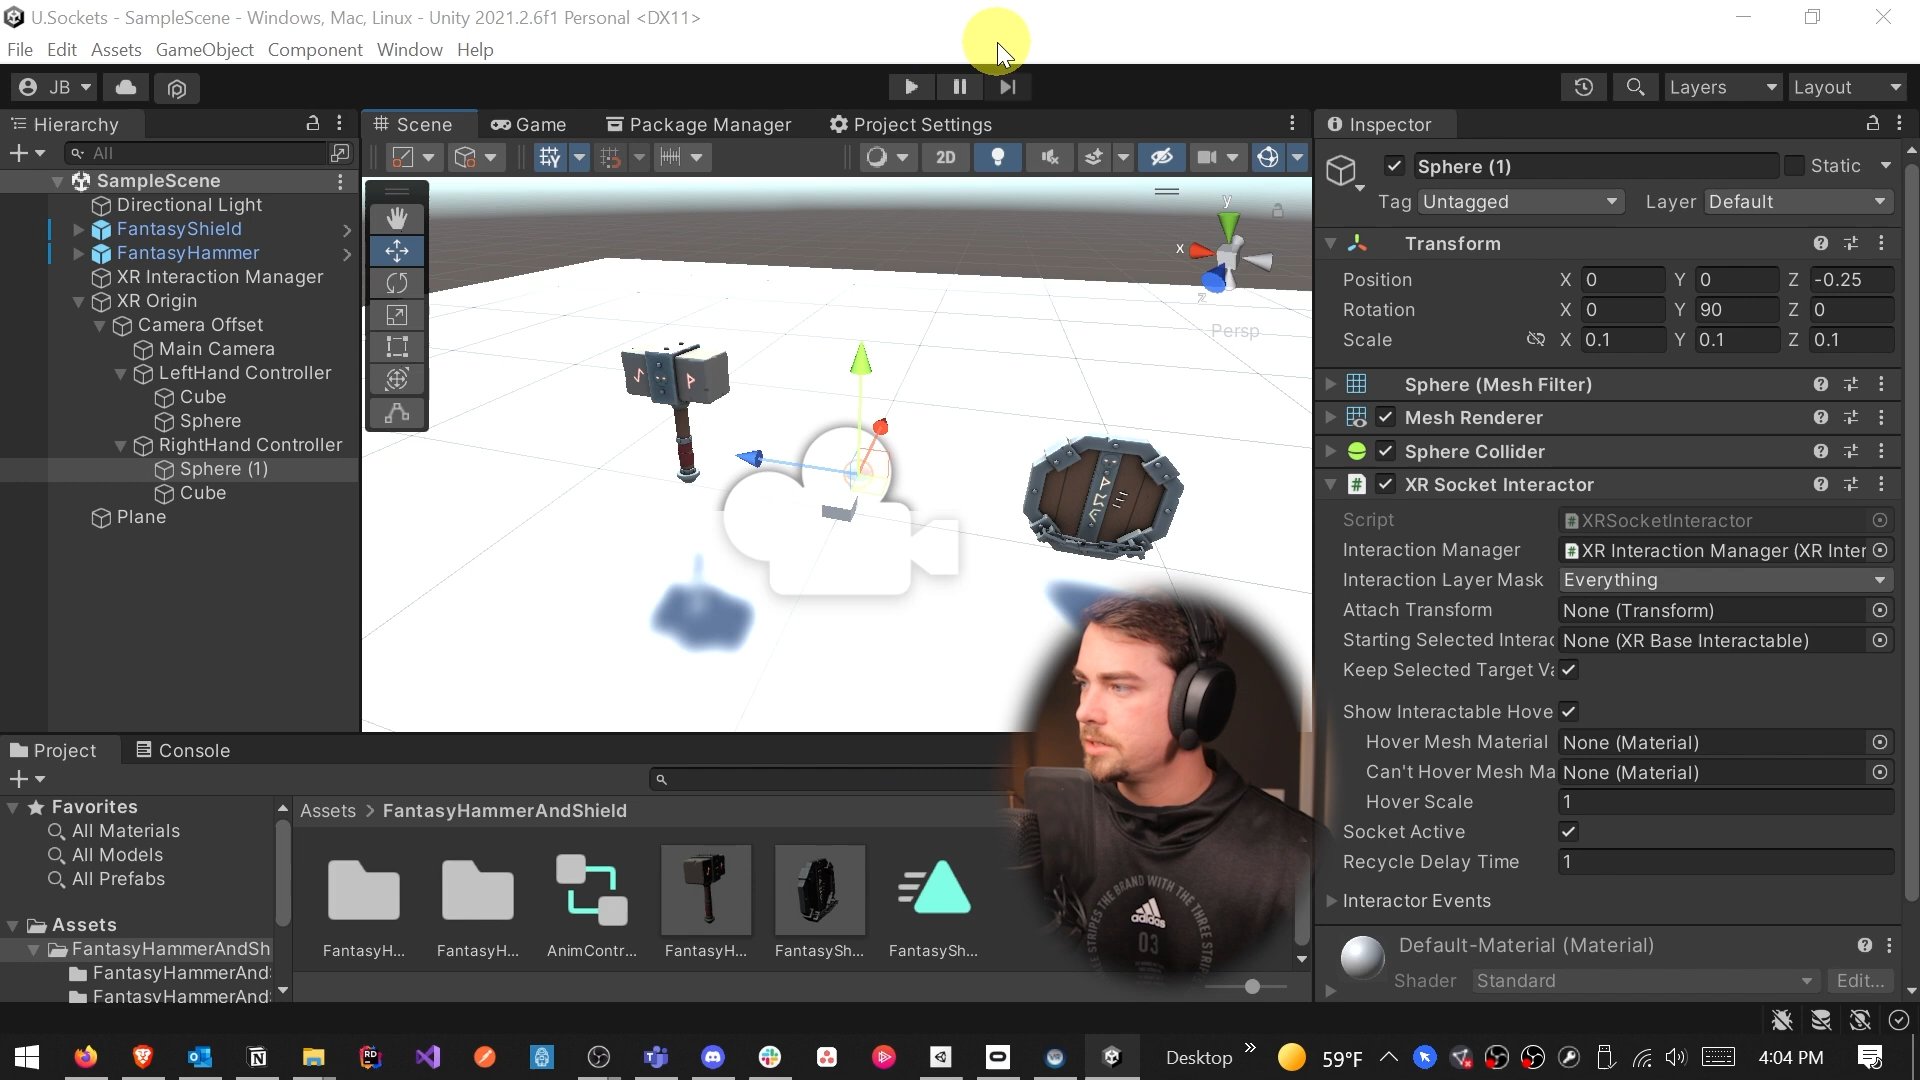 U.Sockets - SampleScene - Windows, Mac, Linux - Unity 2021.2.6f1 Personal <DX11>
File Edit Assets GameObject Component Window Help
JB
Layers
Layout
Hierarchy
Scene
Game
Package Manager
Project Settings
Inspector
All
2D
SampleScene
Directional Light
FantasyShield
FantasyHammer
XR Interaction Manager
XR Origin
Camera Offset
Main Camera
LeftHand Controller
Cube
Sphere
RightHand Controller
Sphere (1)
Cube
Plane
y
x
z
Persp
Sphere (1)
Static
Tag Untagged
Layer Default
Transform
Position X 0 Y 0 Z -0.25
Rotation X 0 Y 90 Z 0
Scale X 0.1 Y 0.1 Z 0.1
Sphere (Mesh Filter)
Mesh Renderer
Sphere Collider
# XR Socket Interactor
Script # XRSocketInteractor
Interaction Manager # XR Interaction Manager (XR Inter
Interaction Layer Mask Everything
Attach Transform None (Transform)
Starting Selected Interac None (XR Base Interactable)
Keep Selected Target Va
Show Interactable Hove
Hover Mesh Material None (Material)
Can't Hover Mesh Ma None (Material)
Hover Scale 1
Socket Active
Recycle Delay Time 1
Interactor Events
Default-Material (Material)
Shader Standard Edit...
Project
Console
Favorites
All Materials
All Models
All Prefabs
Assets
FantasyHammerAndSh
FantasyHammerAnd
FantasyHammerAnd
Assets > FantasyHammerAndShield
FantasyH...
FantasyH...
AnimContr...
FantasyH...
FantasySh...
FantasySh...
THE BRAND WITH THE THREE STRIPES
adidas
03
RD
N
Desktop
59°F
4:04 PM